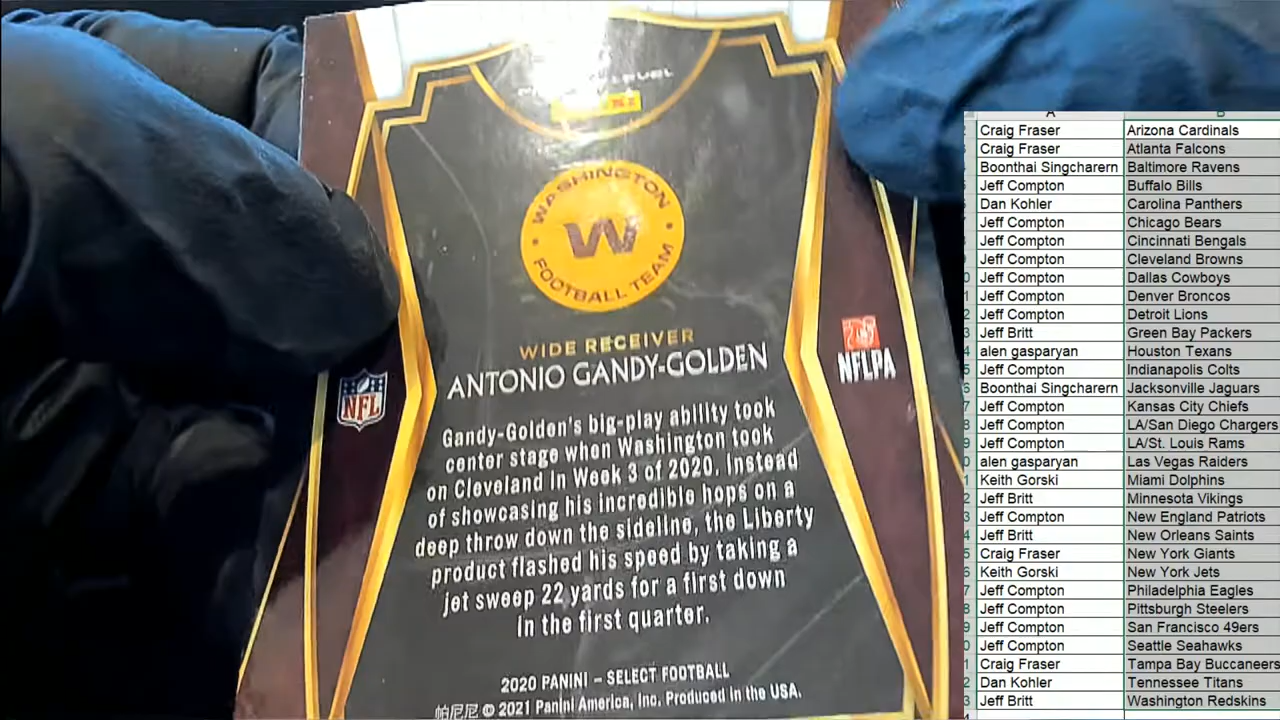 LEVEL
WASHINGTON
W
FOOTBALL TEAM
WIDE RECEIVER
ANTONIO GANDY-GOLDEN
NFL
NFLPA
Gandy-Golden's big-play ability took
center stage when Washington took
on Cleveland in Week 3 of 2020. Instead
of showcasing his incredible hops on a
deep throw down the sideline, the Liberty
product flashed his speed by taking a
jet sweep 22 yards for a first down
in the first quarter.
2020 PANINI – SELECT FOOTBALL
帕尼尼 © 2021 Panini America, Inc. Produced in the USA.
A B
Craig Fraser Arizona Cardinals
Craig Fraser Atlanta Falcons
Boonthai Singcharern Baltimore Ravens
Jeff Compton Buffalo Bills
Dan Kohler Carolina Panthers
Jeff Compton Chicago Bears
Jeff Compton Cincinnati Bengals
Jeff Compton Cleveland Browns
Jeff Compton Dallas Cowboys
Jeff Compton Denver Broncos
Jeff Compton Detroit Lions
Jeff Britt Green Bay Packers
alen gasparyan Houston Texans
Jeff Compton Indianapolis Colts
Boonthai Singcharern Jacksonville Jaguars
Jeff Compton Kansas City Chiefs
Jeff Compton LA/San Diego Chargers
Jeff Compton LA/St. Louis Rams
alen gasparyan Las Vegas Raiders
Keith Gorski Miami Dolphins
Jeff Britt Minnesota Vikings
Jeff Compton New England Patriots
Jeff Britt New Orleans Saints
Craig Fraser New York Giants
Keith Gorski New York Jets
Jeff Compton Philadelphia Eagles
Jeff Compton Pittsburgh Steelers
Jeff Compton San Francisco 49ers
Jeff Compton Seattle Seahawks
Craig Fraser Tampa Bay Buccaneers
Dan Kohler Tennessee Titans
Jeff Britt Washington Redskins